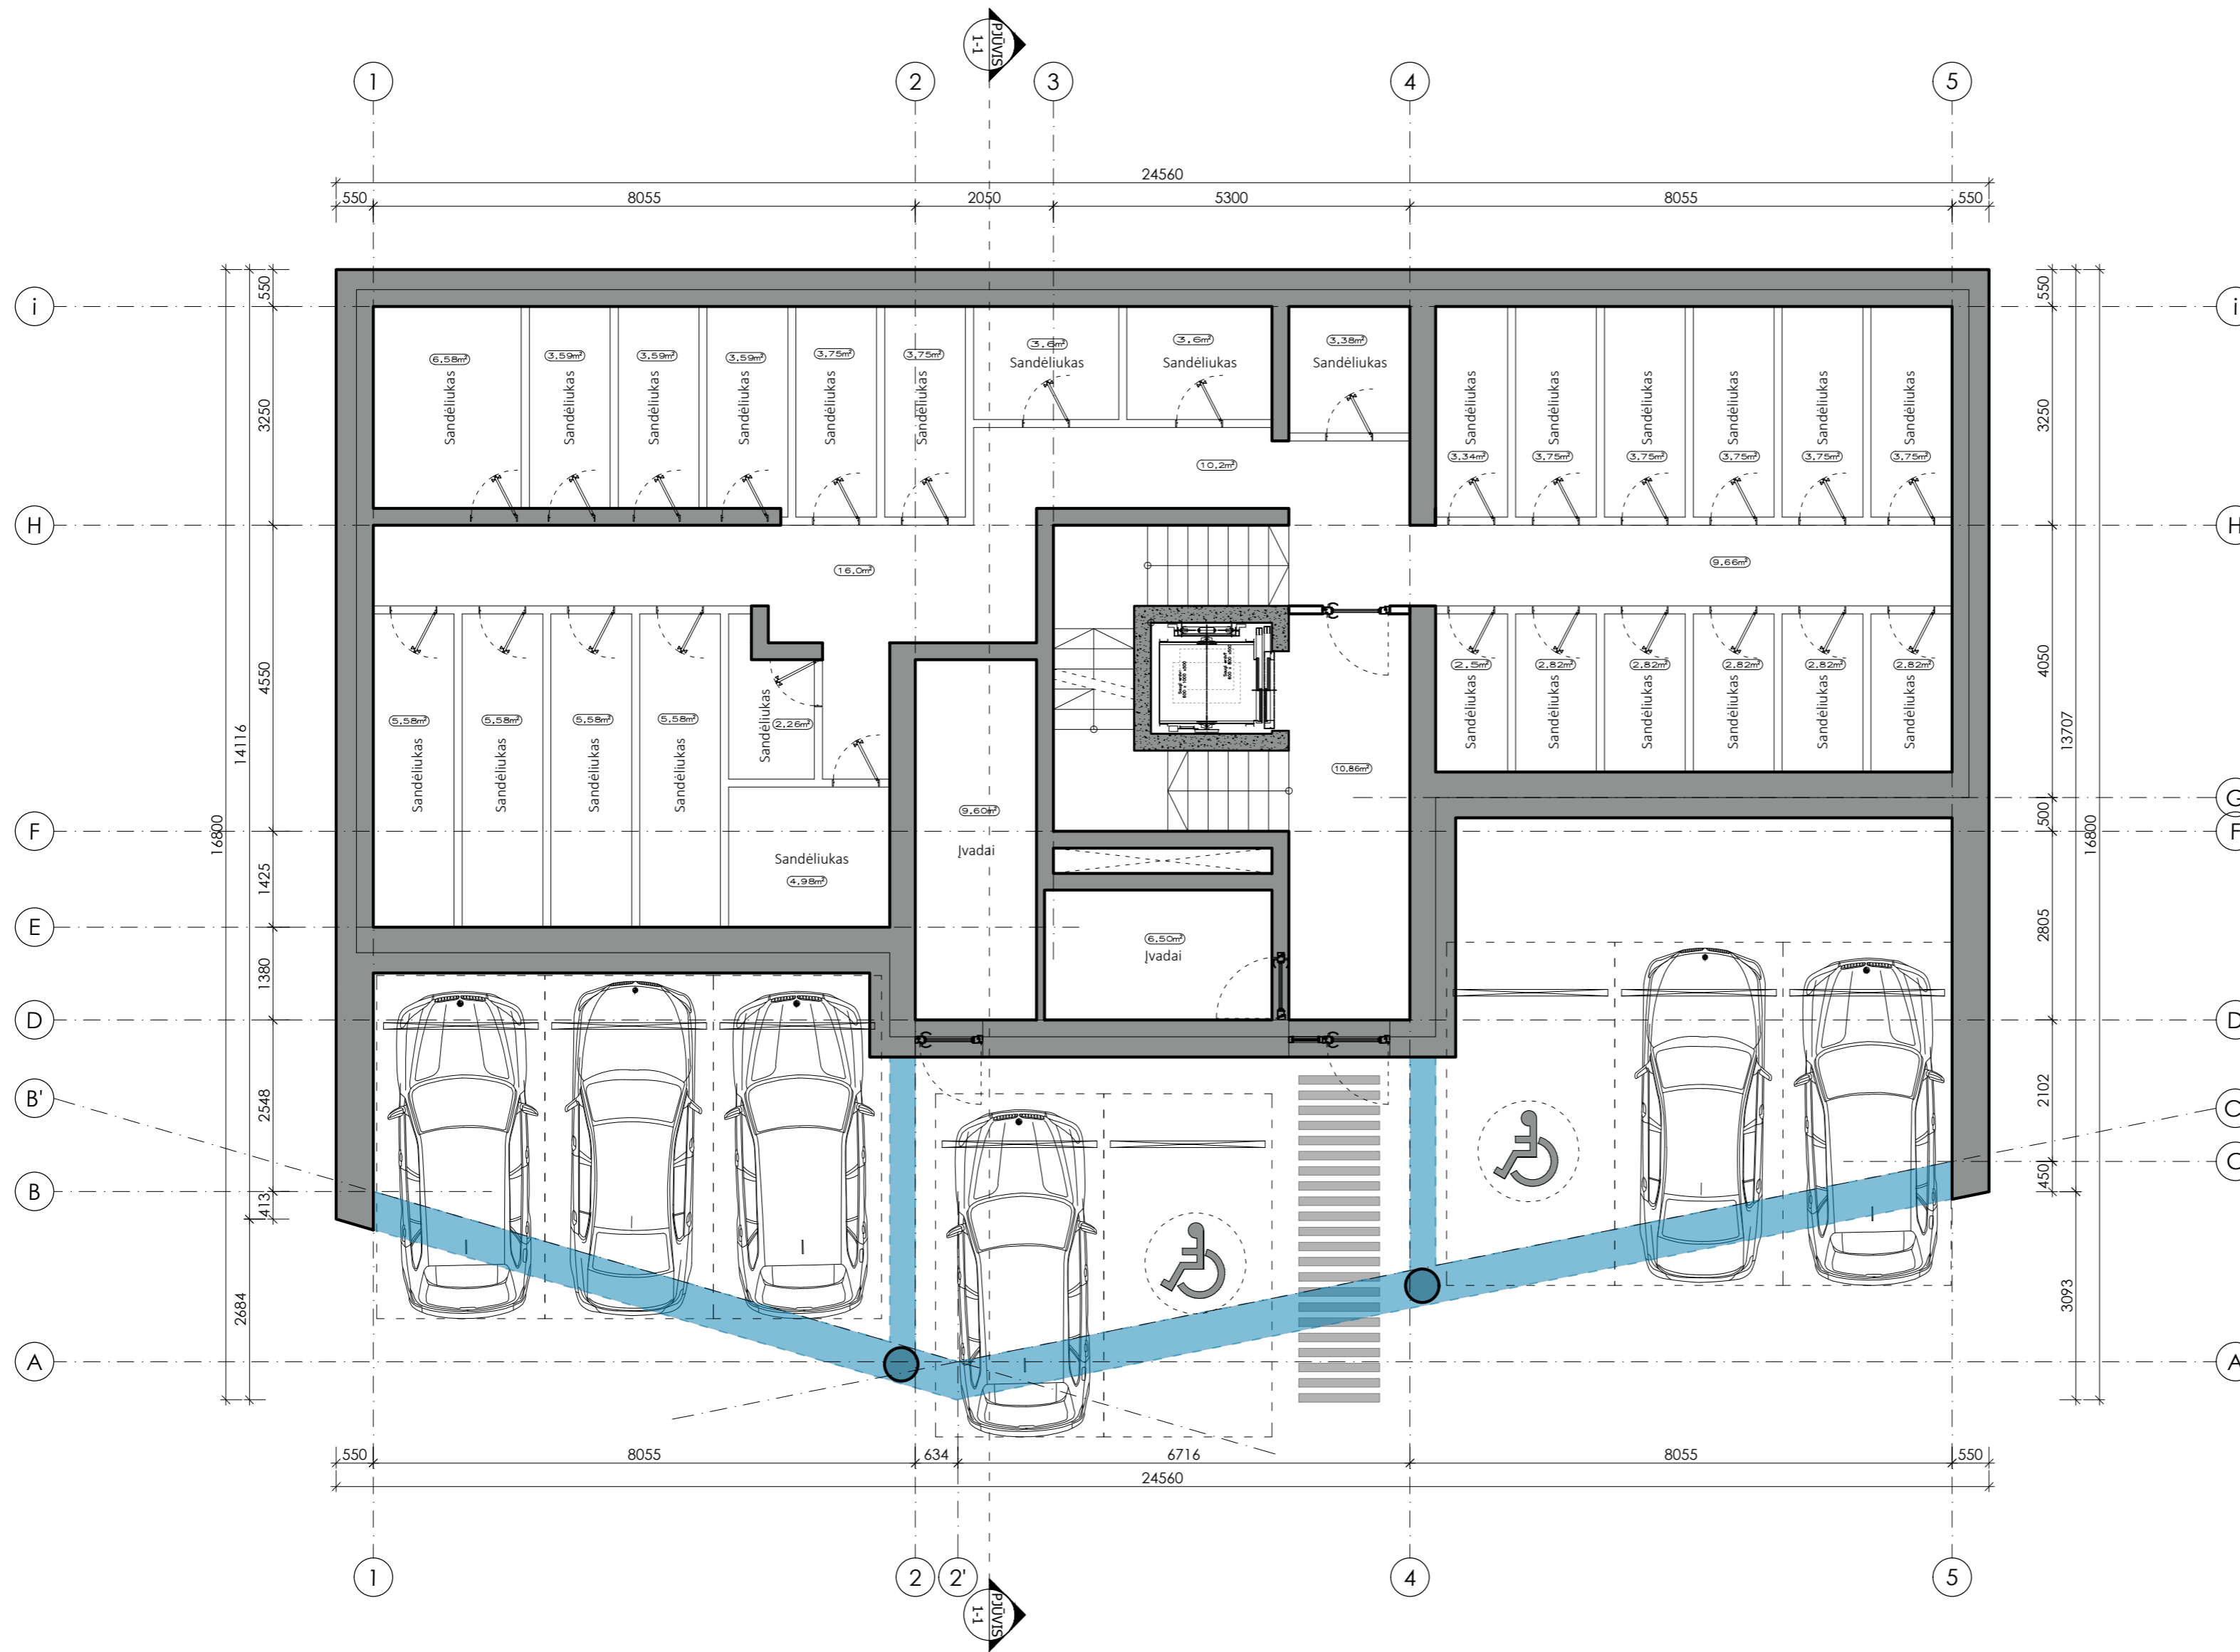 PJŪVIS
1-1
1
2
3
4
5
24560
550
8055
2050
5300
8055
550
i
i
550
550
3250
3250
6,58m²
Sandėliukas
3,59m²
Sandėliukas
3,59m²
Sandėliukas
3,59m²
Sandėliukas
3,75m²
Sandėliukas
3,75m²
Sandėliukas
3,6m²
Sandėliukas
3,6m²
Sandėliukas
3,38m²
Sandėliukas
Sandėliukas
3,34m²
Sandėliukas
3,75m²
Sandėliukas
3,75m²
Sandėliukas
3,75m²
Sandėliukas
3,75m²
Sandėliukas
3,75m²
10,2m²
H
H
16,0m²
9,66m²
4550
4050
14116
16800
13707
16800
5,58m²
Sandėliukas
5,58m²
Sandėliukas
5,58m²
Sandėliukas
5,58m²
Sandėliukas
Sandėliukas
2,26m²
2,5m²
Sandėliukas
2,82m²
Sandėliukas
2,82m²
Sandėliukas
2,82m²
Sandėliukas
2,82m²
Sandėliukas
2,82m²
Sandėliukas
10,86m²
G
500
F
F
9,60m²
Įvadai
Sandėliukas
4,98m²
1425
2805
E
6,50m²
Įvadai
1380
D
D
2548
2102
B'
C
B
C
413
450
2684
3093
A
A
550
8055
634
6716
8055
550
24560
1
2
2'
4
5
PJŪVIS
1-1